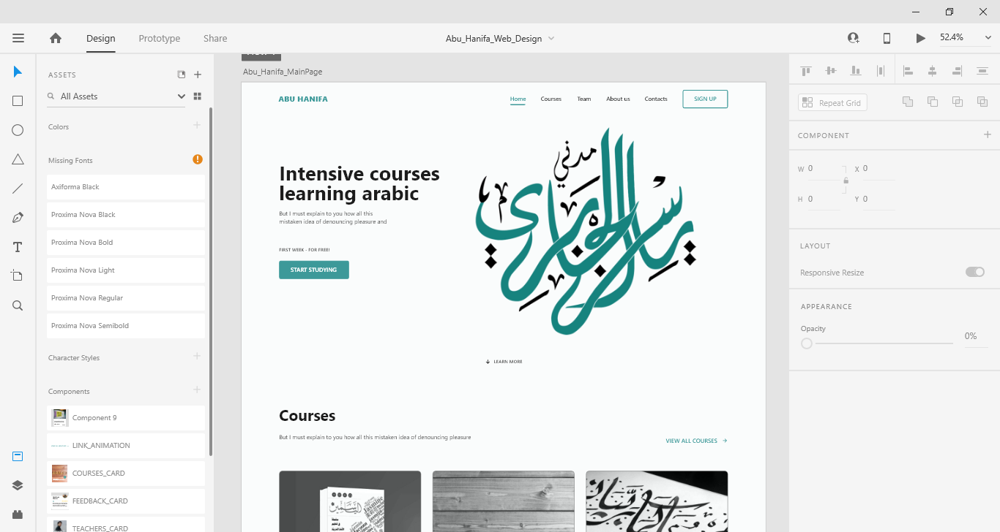 Design
Prototype
Share
Abu_Hanifa_Web_Design
52.4%
ASSETS
All Assets
Colors
Missing Fonts
Axiforma Black
Proxima Nova Black
Proxima Nova Bold
Proxima Nova Light
Proxima Nova Regular
Proxima Nova Semibold
Character Styles
Components
Component 9
LINK_ANIMATION
COURSES_CARD
FEEDBACK_CARD
TEACHERS_CARD
Abu_Hanifa_MainPage
ABU HANIFA
Home
Courses
Team
About us
Contacts
SIGN UP
Intensive courses
learning arabic
But I must explain to you how all this
mistaken idea of denouncing pleasure and
FIRST WEEK - FOR FREE!
START STUDYING
مدني
LEARN MORE
Courses
But I must explain to you how all this mistaken idea of denouncing pleasure
VIEW ALL COURSES
Repeat Grid
COMPONENT
W 0
X 0
H 0
Y 0
LAYOUT
Responsive Resize
APPEARANCE
Opacity
0%